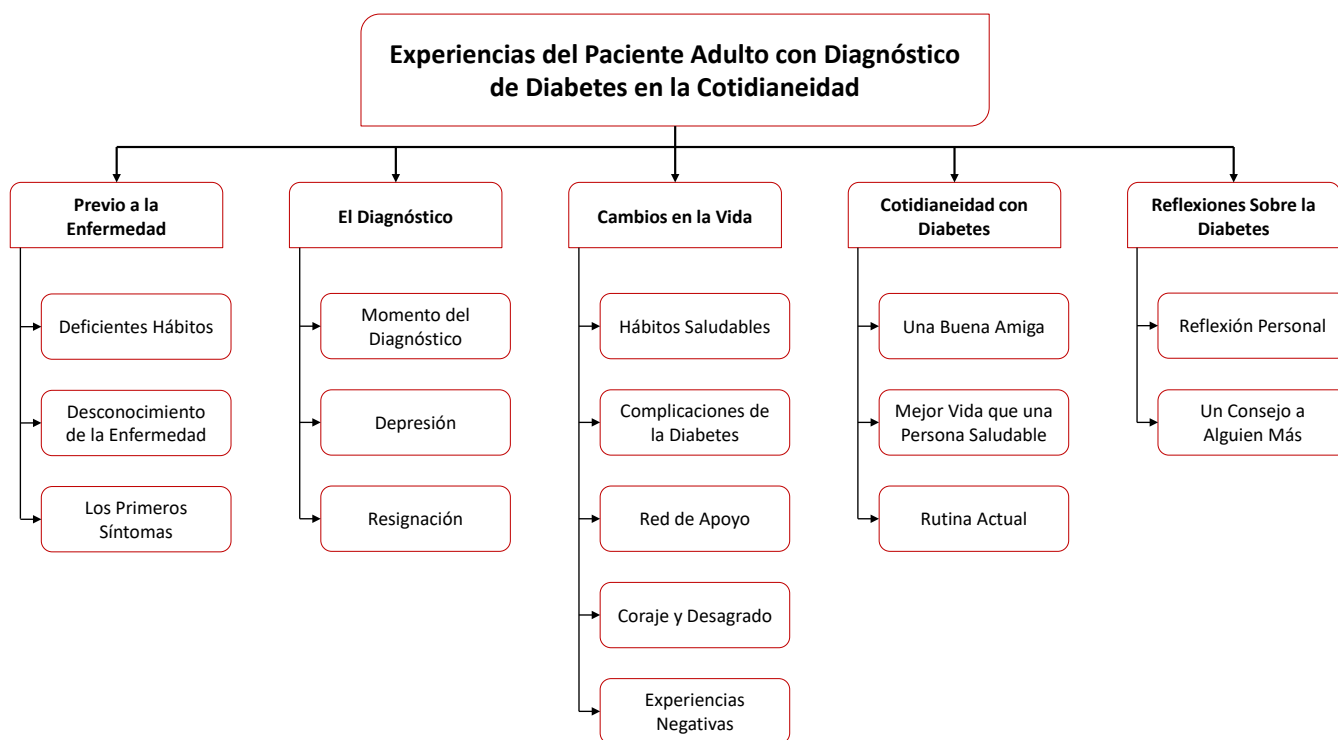 Experiencias del Paciente Adulto con Diagnóstico
de Diabetes en la Cotidianeidad
Previo a la
Enfermedad
Deficientes Hábitos
Desconocimiento
de la Enfermedad
Los Primeros
Síntomas
El Diagnóstico
Momento del
Diagnóstico
Depresión
Resignación
Cambios en la Vida
Hábitos Saludables
Complicaciones de
la Diabetes
Red de Apoyo
Coraje y Desagrado
Experiencias
Negativas
Cotidianeidad con
Diabetes
Una Buena Amiga
Mejor Vida que una
Persona Saludable
Rutina Actual
Reflexiones Sobre la
Diabetes
Reflexión Personal
Un Consejo a
Alguien Más